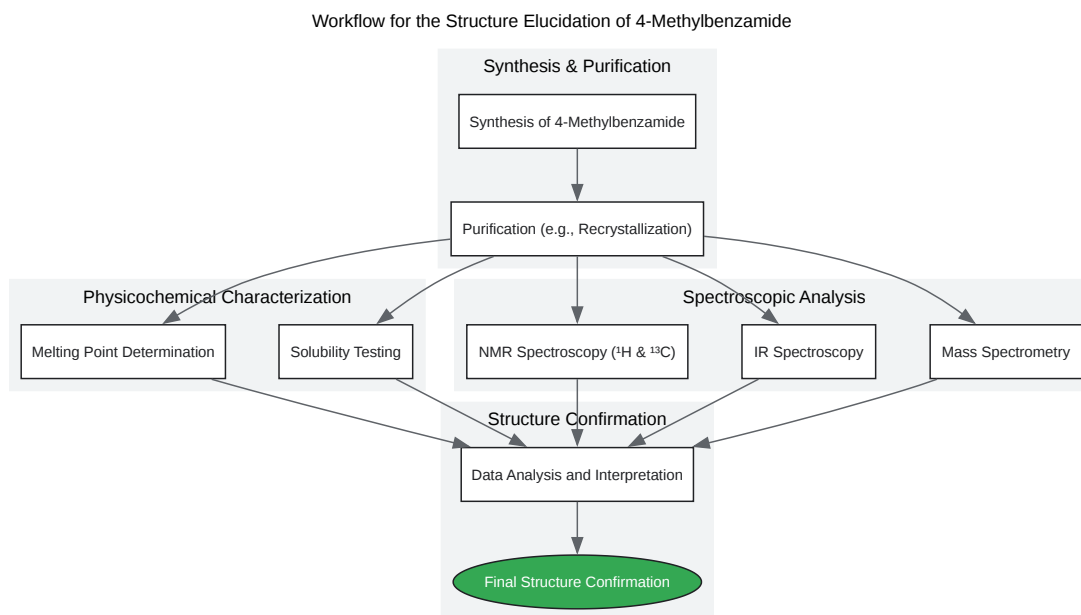 Workflow for the Structure Elucidation of 4-Methylbenzamide
Synthesis & Purification
Synthesis of 4-Methylbenzamide
Purification (e.g., Recrystallization)
Physicochemical Characterization
Spectroscopic Analysis
Melting Point Determination
Solubility Testing
NMR Spectroscopy (¹H & ¹³C)
IR Spectroscopy
Mass Spectrometry
Structure Confirmation
Data Analysis and Interpretation
Final Structure Confirmation